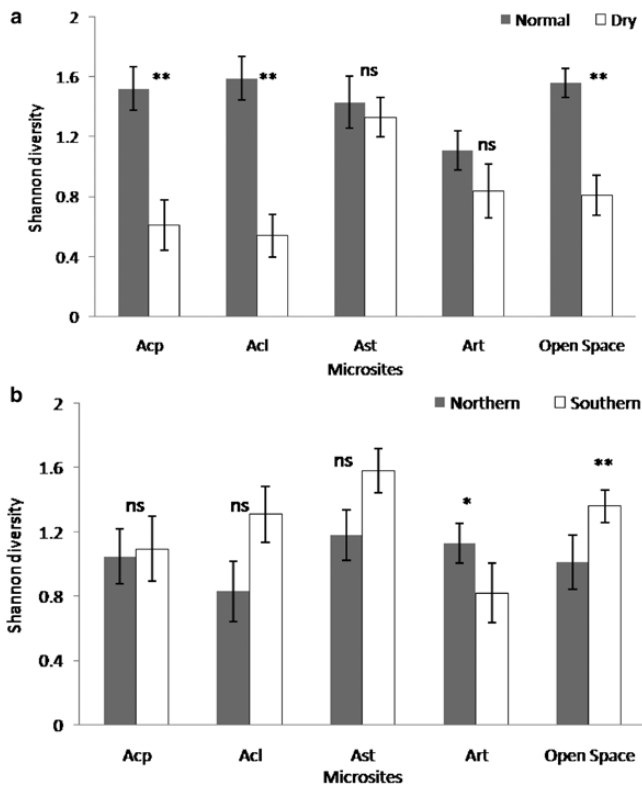 a
Normal Dry
2
1.6
1.2
0.8
0.4
0
Shannon diversity
** ** ns ns **
Acp Acl Ast Art Open Space
Microsites
b
Northern Southern
2
1.6
1.2
0.8
0.4
0
Shannon diversity
ns ns ns * **
Acp Acl Ast Art Open Space
Microsites